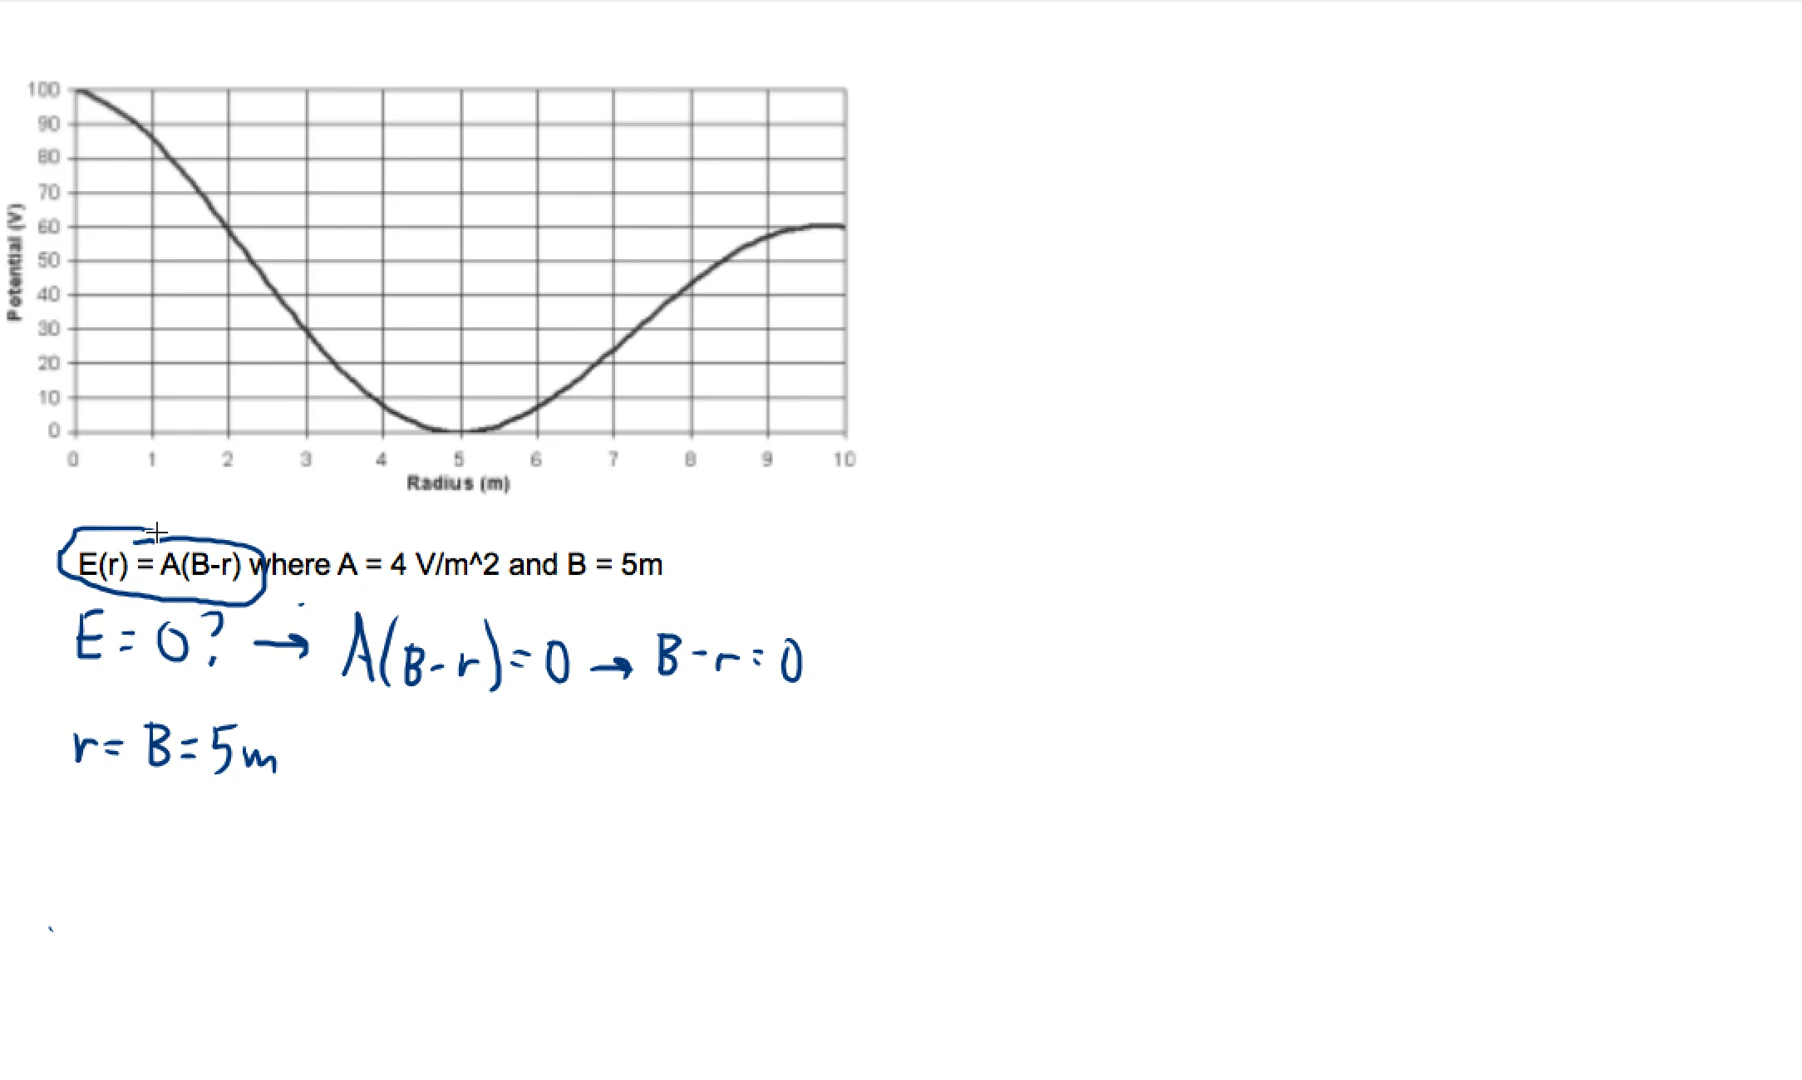 100
90
80
70
60
50
40
30
20
10
0
Potential (V)
0 1 2 3 4 5 6 7 8 9 10
Radius (m)
E(r) = A(B-r) where A = 4 V/m^2 and B = 5m
E = 0? → A(B-r)=0 → B-r=0
r= B=5m